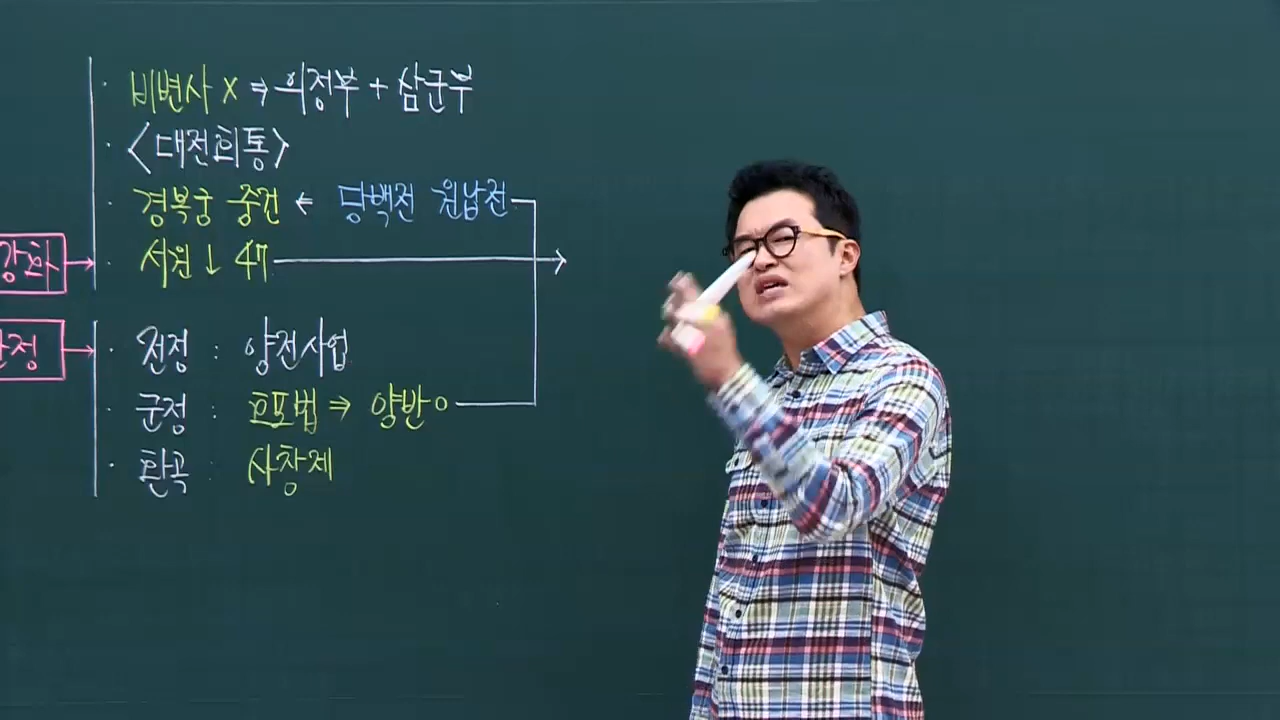 · 비변사 x ⇒ 의정부 + 삼군부
· <대전회통>
· 경복궁 중건 ← 당백전 원납전
강화 → · 서원 ↓ 47
· 전정 : 양전사업
· 군정 : 호포법 ⇒ 양반 o
· 환곡 : 사창제